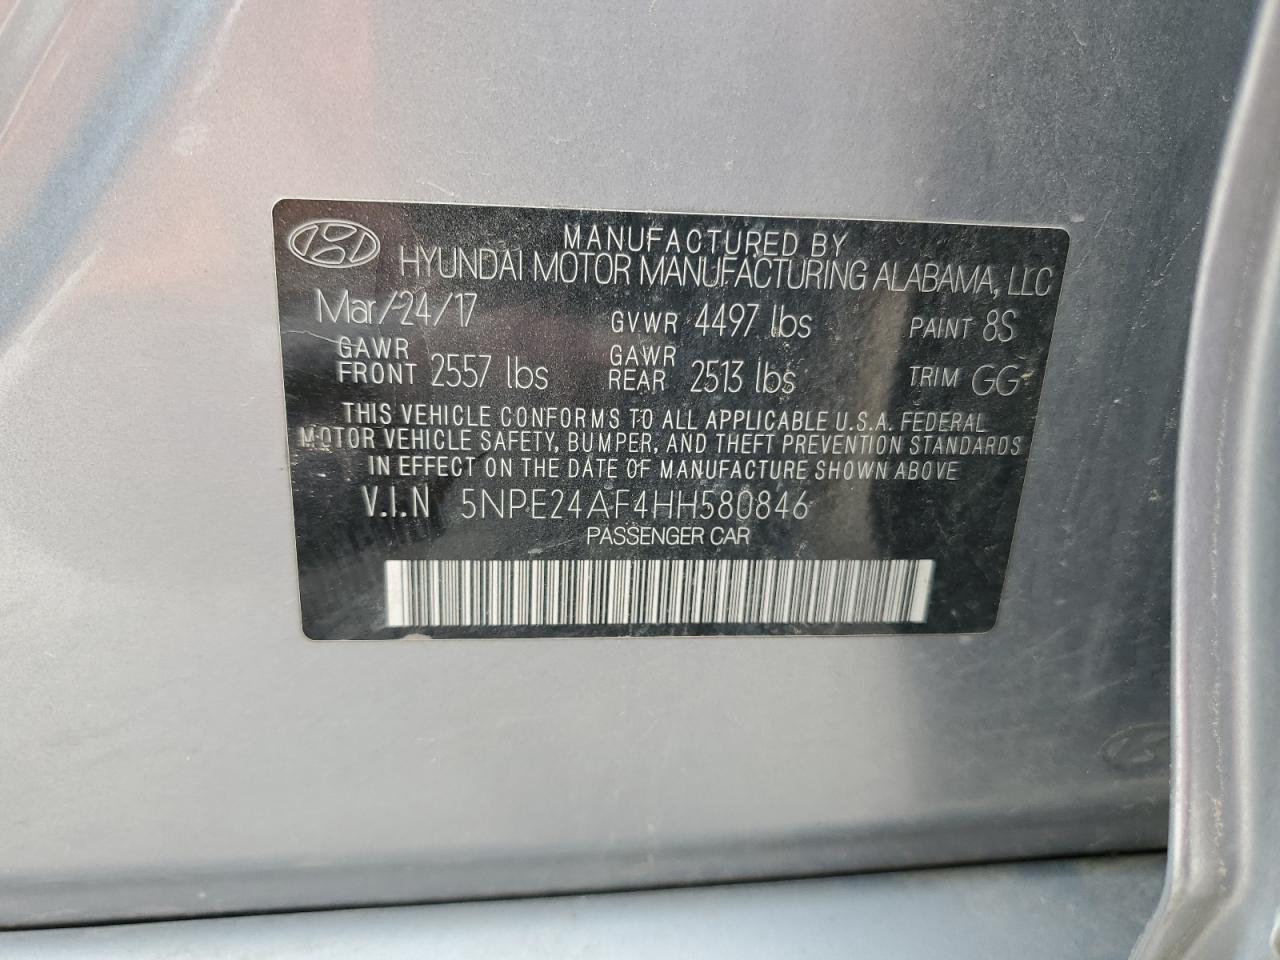 MANUFACTURED BY
HYUNDAI MOTOR MANUFACTURING ALABAMA, LLC
Mar/24/17 GVWR 4497 lbs PAINT 8S
GAWR FRONT 2557 lbs GAWR REAR 2513 lbs TRIM GG
THIS VEHICLE CONFORMS TO ALL APPLICABLE U.S.A. FEDERAL
MOTOR VEHICLE SAFETY, BUMPER, AND THEFT PREVENTION STANDARDS
IN EFFECT ON THE DATE OF MANUFACTURE SHOWN ABOVE
V.I.N 5NPE24AF4HH580846
PASSENGER CAR